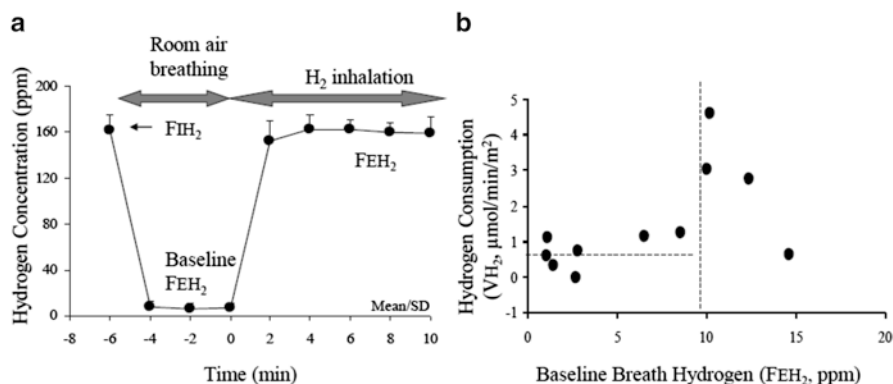 a
Room air
breathing
H₂ inhalation
Hydrogen Concentration (ppm)
200
160
120
80
40
0
FIH₂
FEH₂
Baseline
FEH₂
Mean/SD
-8 -6 -4 -2 0 2 4 6 8 10
Time (min)
b
Hydrogen Consumption
(VH₂, μmol/min/m²)
5
4
3
2
1
0
-1
0 5 10 15 20
Baseline Breath Hydrogen (FEH₂, ppm)